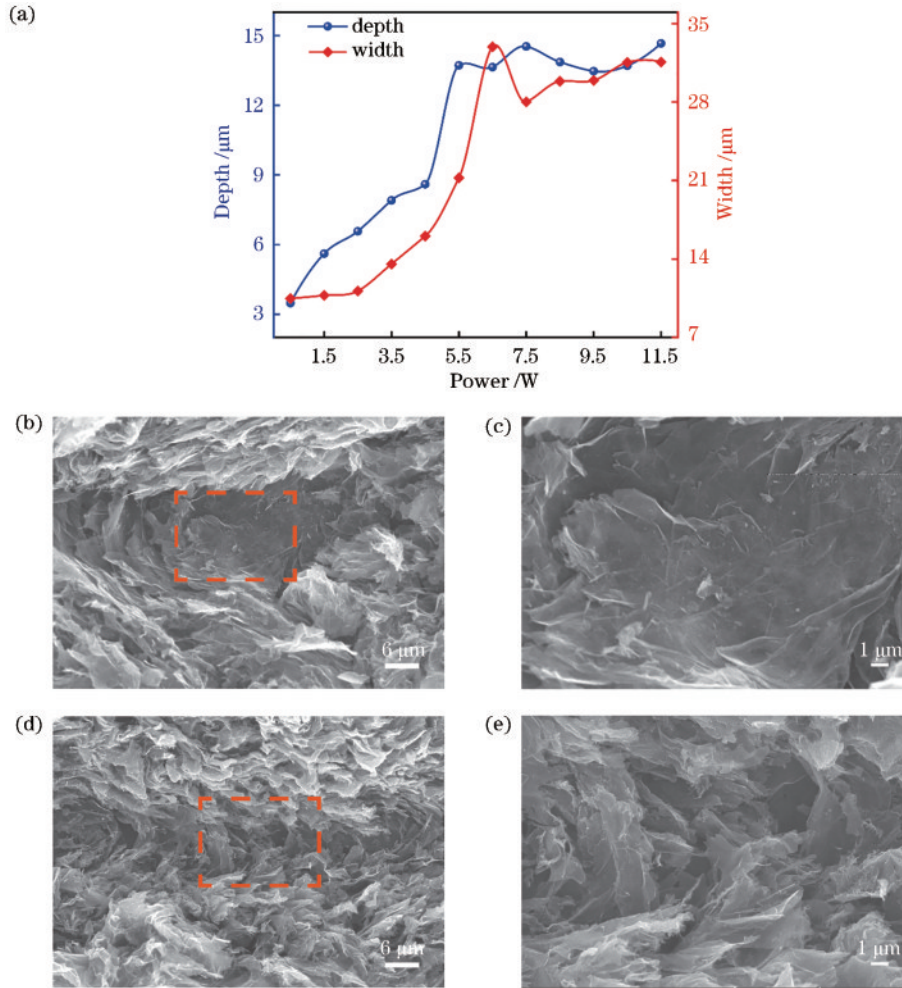 (a)
depth
width
15
12
9
6
3
Depth /μm
35
28
21
14
7
Width /μm
1.5 3.5 5.5 7.5 9.5 11.5
Power /W
(b)
6 μm
(c)
1 μm
(d)
6 μm
(e)
1 μm